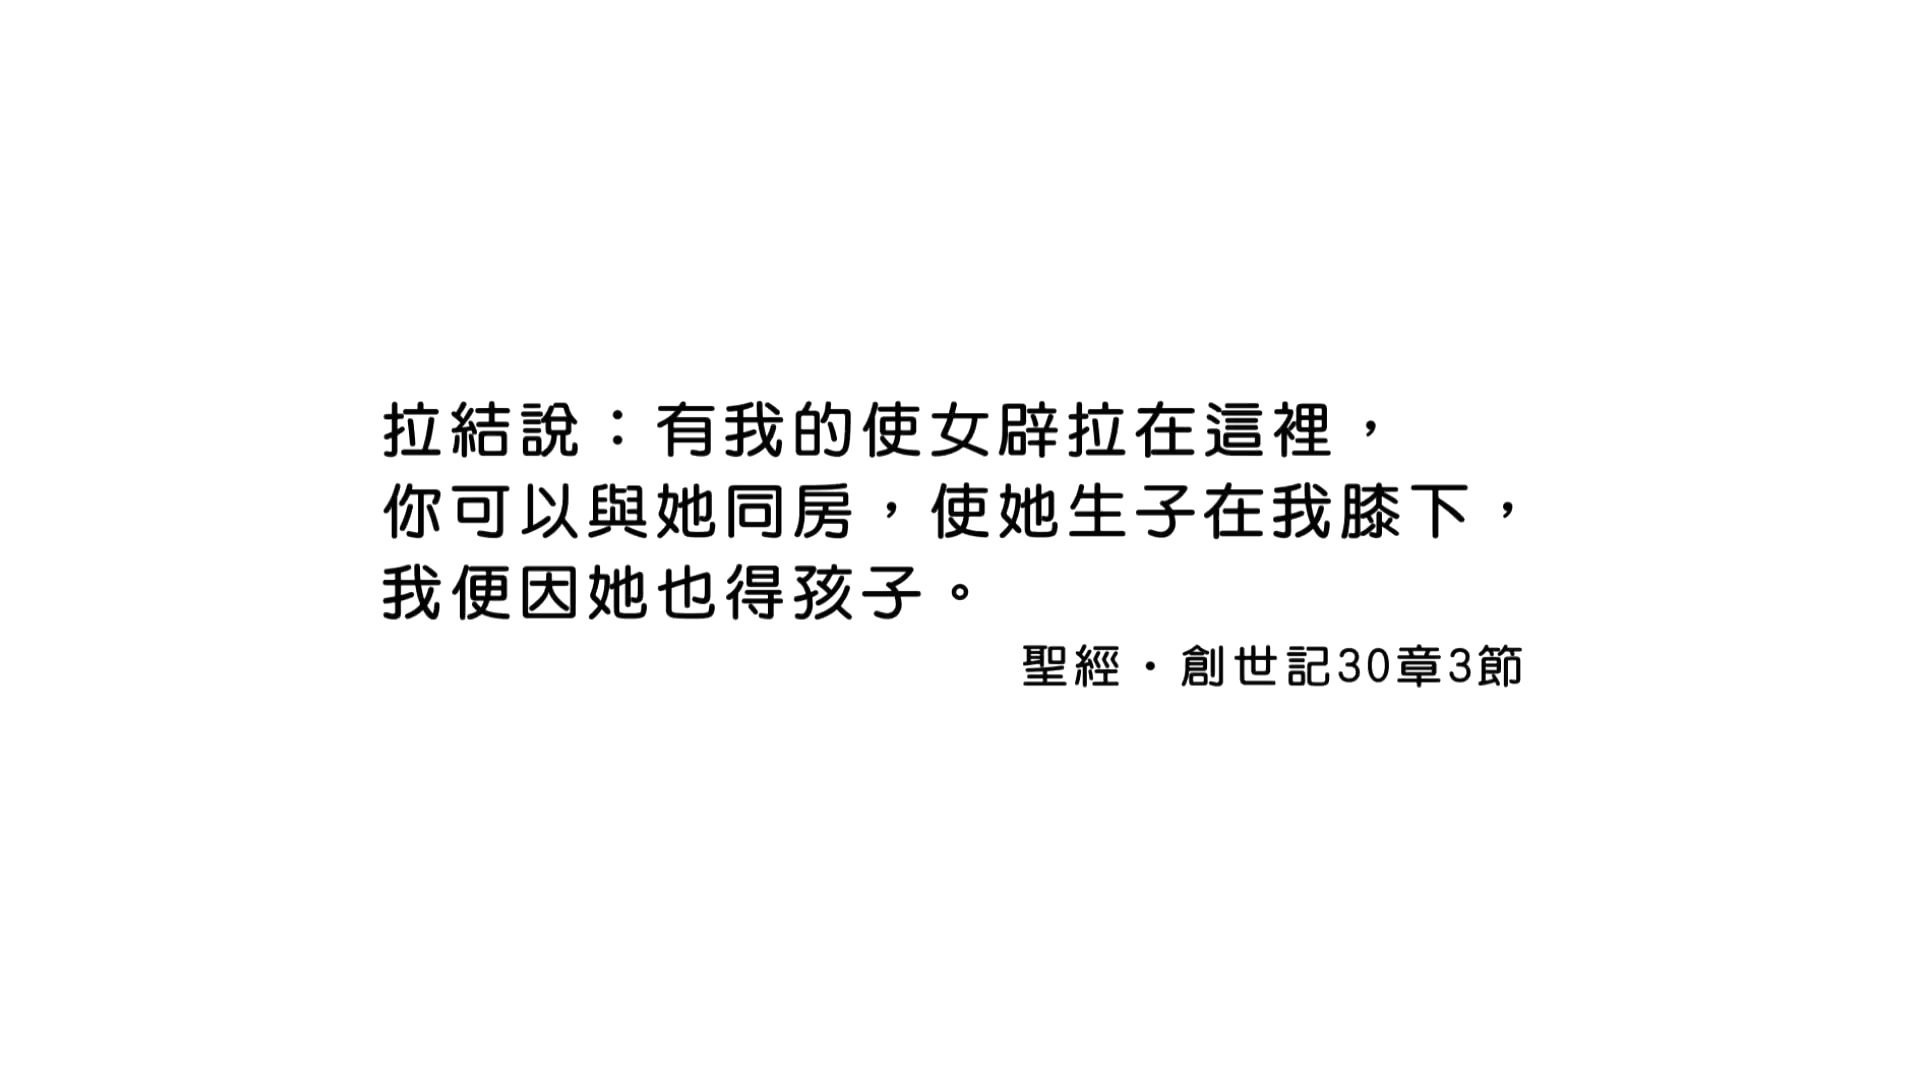 拉結說：有我的使女辟拉在這裡，
你可以與她同房，使她生子在我膝下，
我便因她也得孩子。
聖經・創世記30章3節